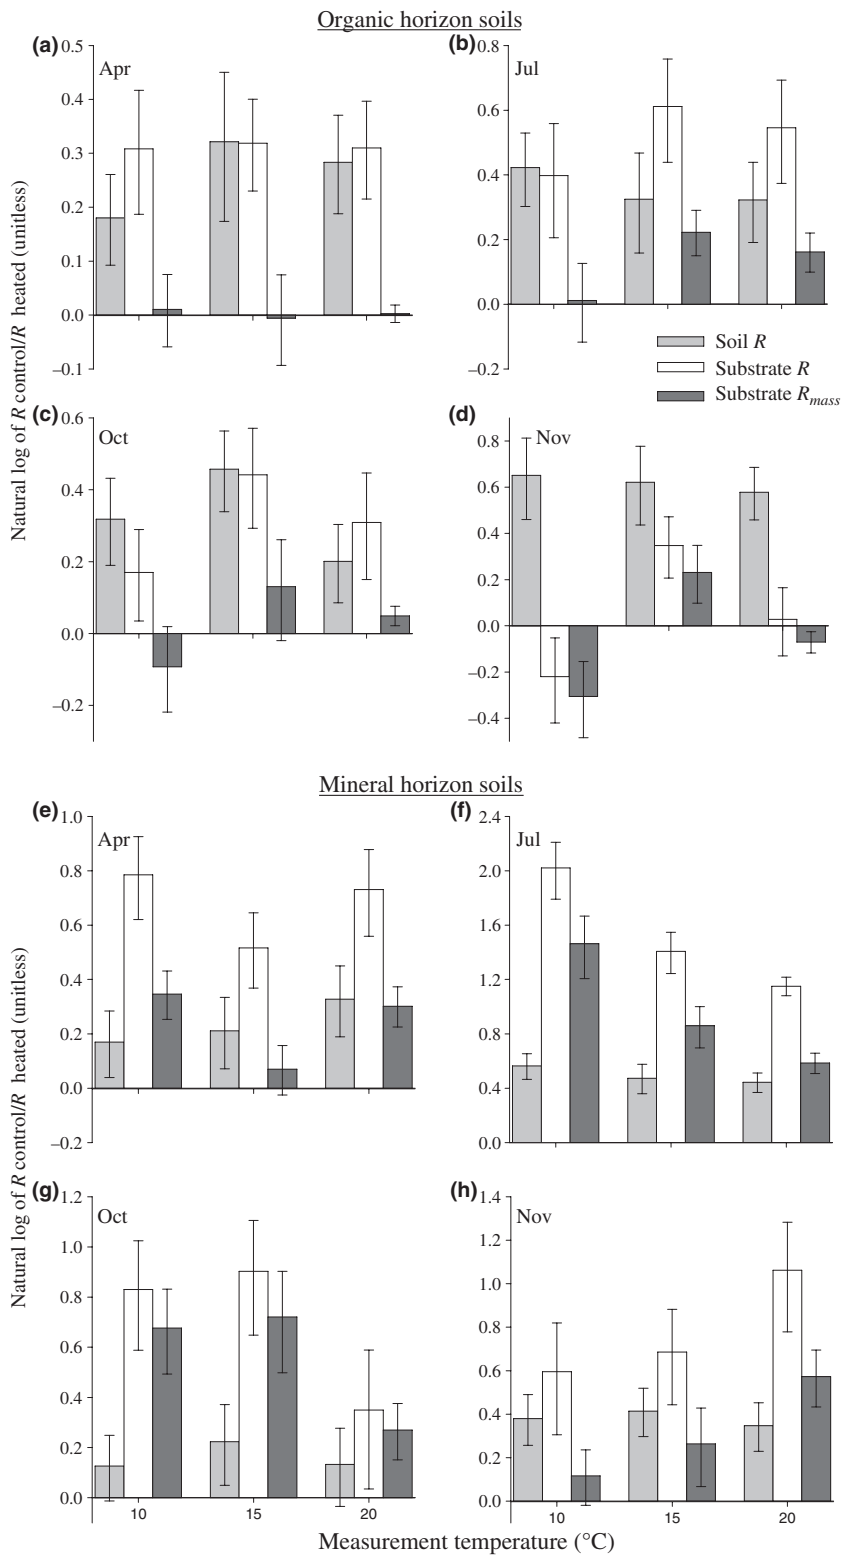 Organic horizon soils
(a)
Apr
0.5
0.4
0.3
0.2
0.1
0.0
–0.1
(b)
Jul
0.8
0.6
0.4
0.2
0.0
–0.2
Soil R
Substrate R
Substrate Rmass
Natural log of R control/R heated (unitless)
(c)
Oct
0.6
0.4
0.2
0.0
–0.2
(d)
Nov
0.8
0.6
0.4
0.2
0.0
–0.2
–0.4
Mineral horizon soils
(e)
Apr
1.0
0.8
0.6
0.4
0.2
0.0
–0.2
(f)
Jul
2.4
2.0
1.6
1.2
0.8
0.4
0.0
Natural log of R control/R heated (unitless)
(g)
Oct
1.2
1.0
0.8
0.6
0.4
0.2
0.0
10 15 20
(h)
Nov
1.4
1.2
1.0
0.8
0.6
0.4
0.2
0.0
10 15 20
Measurement temperature (°C)